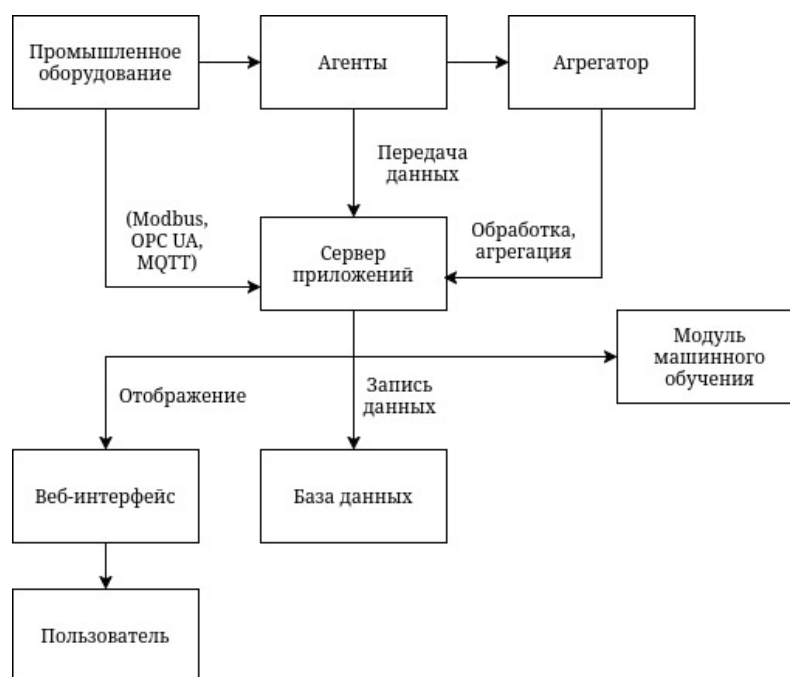 Промышленное
оборудование
Агенты
Агрегатор
Передача
данных
(Modbus,
OPC UA,
MQTT)
Сервер
приложений
Обработка,
агрегация
Модуль
машинного
обучения
Отображение
Запись
данных
Веб-интерфейс
База данных
Пользователь